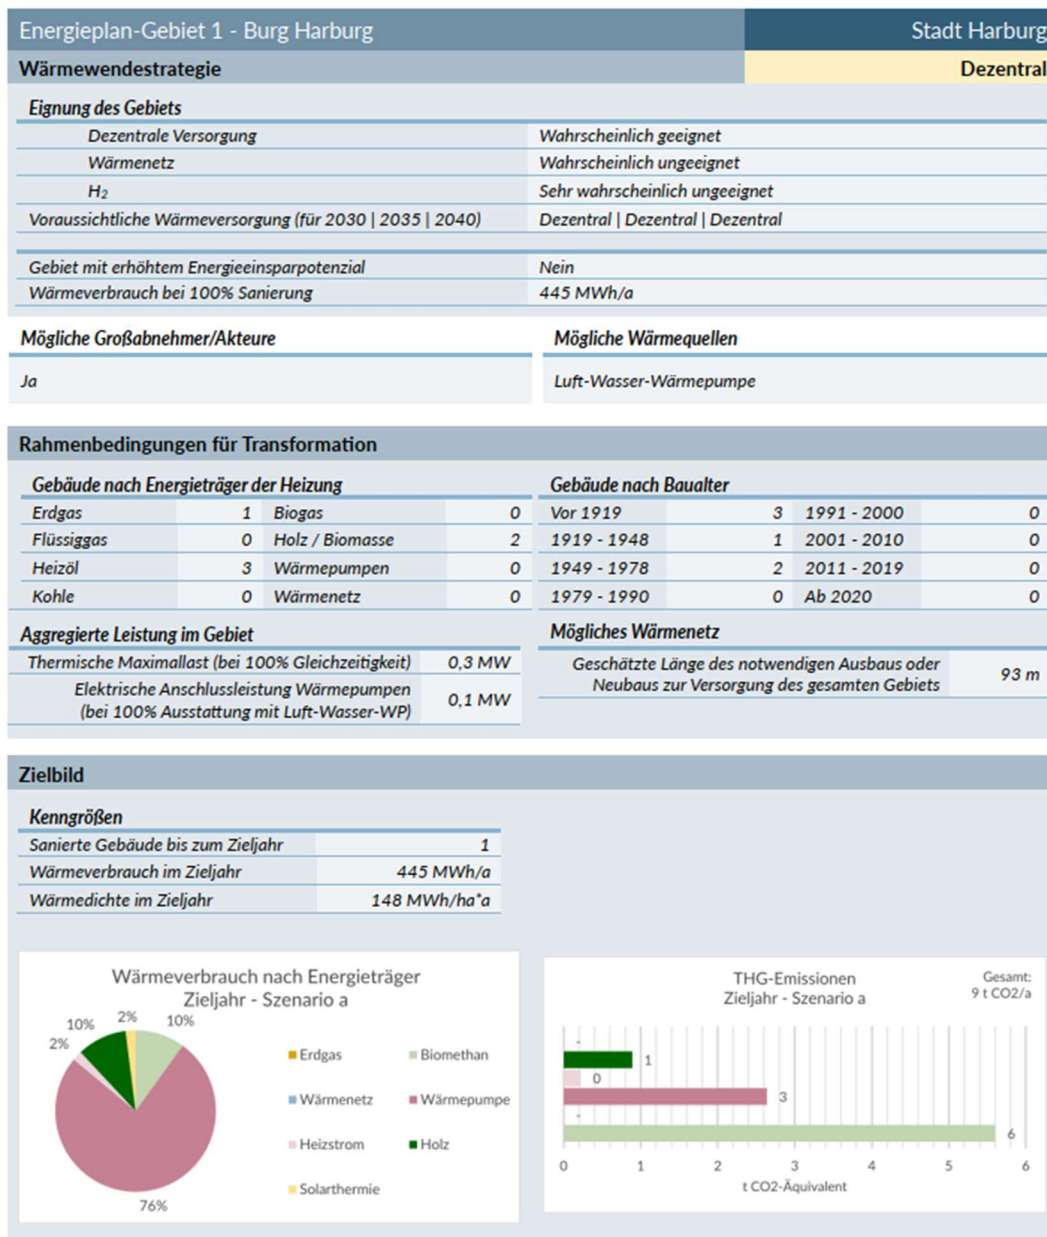 Energieplan-Gebiet 1 - Burg Harburg Stadt Harburg
Wärmewendestrategie Dezentral
Eignung des Gebiets
Dezentrale Versorgung Wahrscheinlich geeignet
Wärmenetz Wahrscheinlich ungeeignet
H₂ Sehr wahrscheinlich ungeeignet
Voraussichtliche Wärmeversorgung (für 2030 | 2035 | 2040) Dezentral | Dezentral | Dezentral
Gebiet mit erhöhtem Energieeinsparpotenzial Nein
Wärmeverbrauch bei 100% Sanierung 445 MWh/a
Mögliche Großabnehmer/Akteure Mögliche Wärmequellen
Ja Luft-Wasser-Wärmepumpe
Rahmenbedingungen für Transformation
Gebäude nach Energieträger der Heizung Gebäude nach Baualter
Erdgas 1 Biogas 0 Vor 1919 3 1991 - 2000 0
Flüssiggas 0 Holz / Biomasse 2 1919 - 1948 1 2001 - 2010 0
Heizöl 3 Wärmepumpen 0 1949 - 1978 2 2011 - 2019 0
Kohle 0 Wärmenetz 0 1979 - 1990 0 Ab 2020 0
Aggregierte Leistung im Gebiet
Thermische Maximallast (bei 100% Gleichzeitigkeit) 0,3 MW
Elektrische Anschlussleistung Wärmepumpen
(bei 100% Ausstattung mit Luft-Wasser-WP) 0,1 MW
Mögliches Wärmenetz
Geschätzte Länge des notwendigen Ausbaus oder
Neubaus zur Versorgung des gesamten Gebiets 93 m
Zielbild
Kenngrößen
Sanierte Gebäude bis zum Zieljahr 1
Wärmeverbrauch im Zieljahr 445 MWh/a
Wärmedichte im Zieljahr 148 MWh/ha*a
Wärmeverbrauch nach Energieträger
Zieljahr - Szenario a
2%
10%
2%
10%
76%
Erdgas Biomethan
Wärmenetz Wärmepumpe
Heizstrom Holz
Solarthermie
THG-Emissionen
Zieljahr - Szenario a
Gesamt:
9 t CO2/a
-
1
0
3
-
6
0 1 2 3 4 5 6
t CO2-Äquivalent